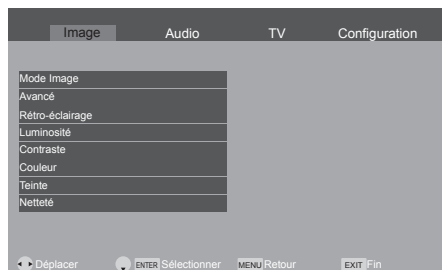 Image Audio TV Configuration
Mode Image
Avancé
Rétro-éclairage
Luminosité
Contraste
Couleur
Teinte
Netteté
Déplacer ENTER Sélectionner MENU Retour EXIT Fin